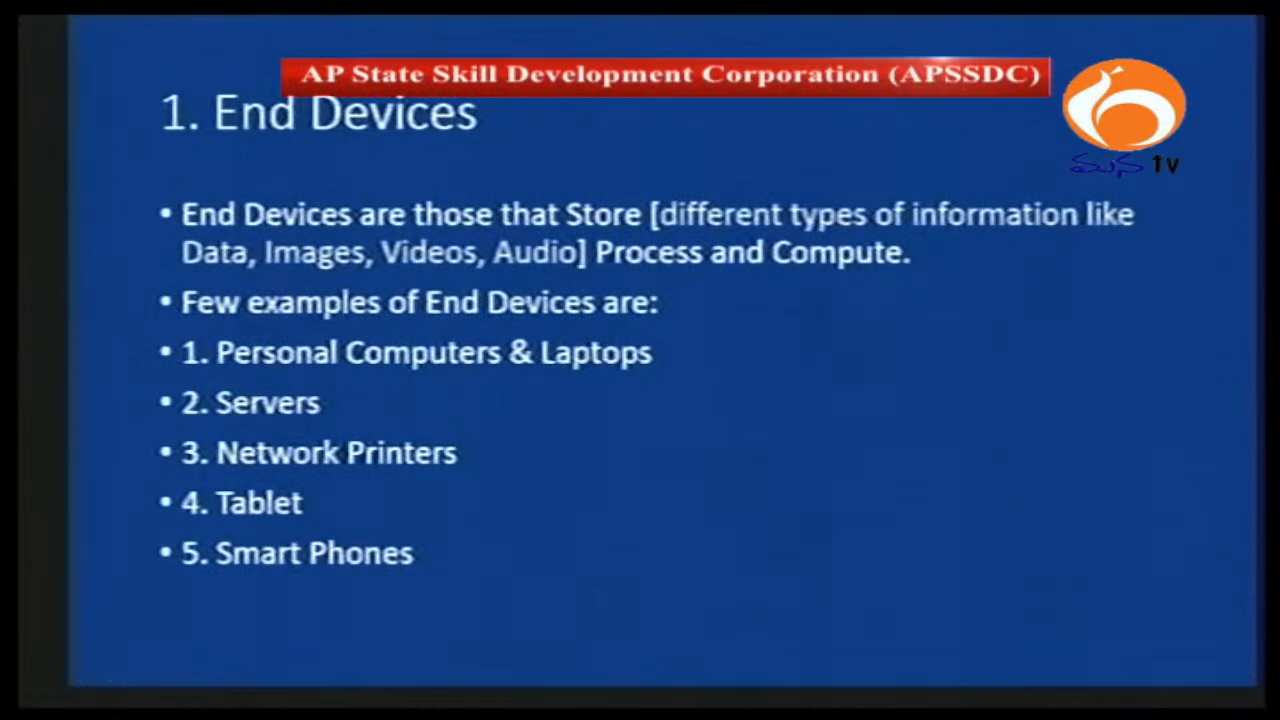 AP State Skill Development Corporation (APSSDC)
1. End Devices
మన tv
• End Devices are those that Store [different types of information like
Data, Images, Videos, Audio] Process and Compute.
• Few examples of End Devices are:
• 1. Personal Computers & Laptops
• 2. Servers
• 3. Network Printers
• 4. Tablet
• 5. Smart Phones